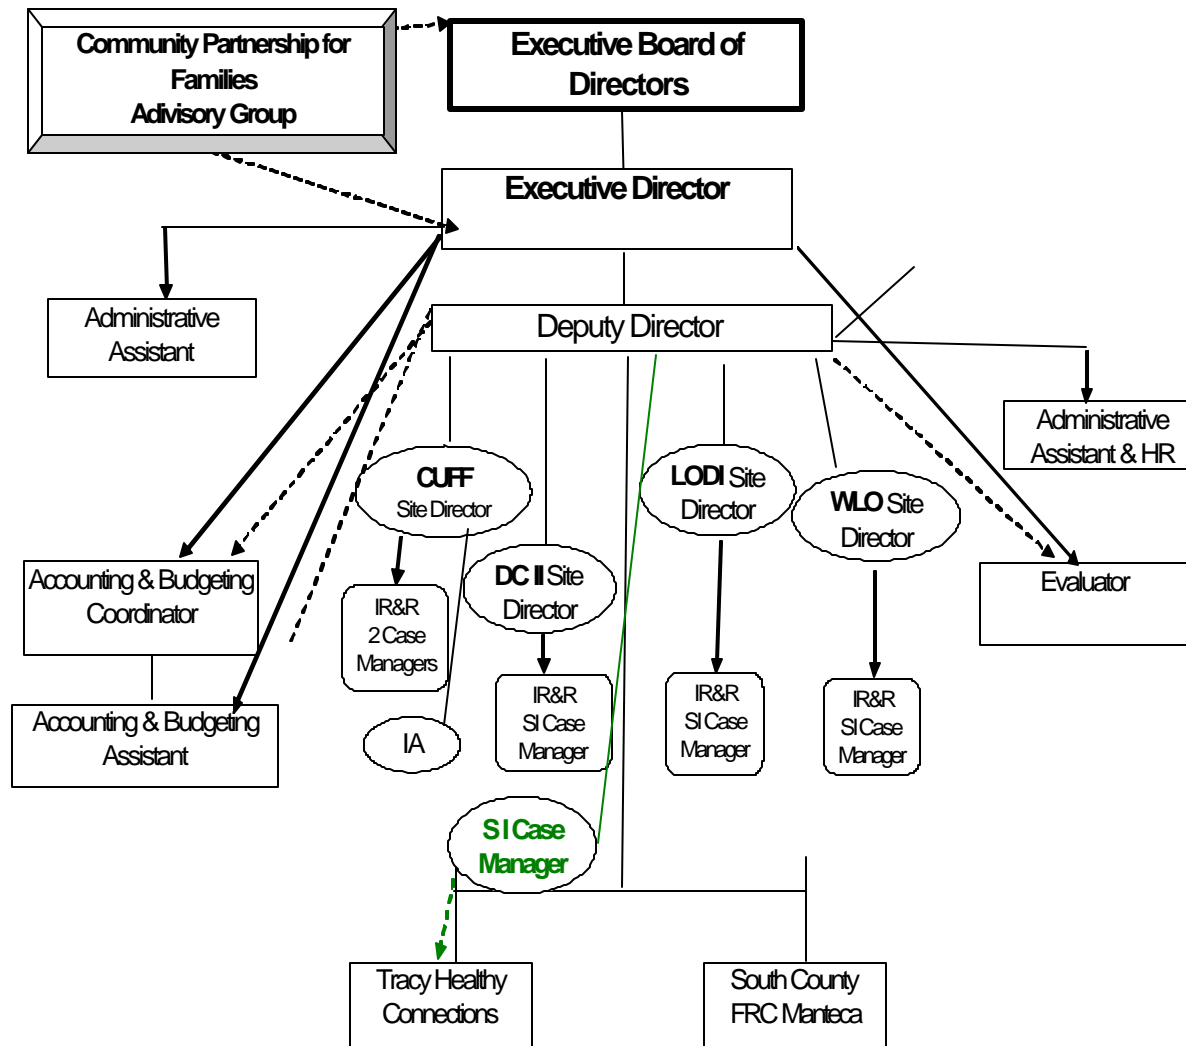 Community Partnership for
Families
Adivisory Group
Executive Board of
Directors
Executive Director
Administrative
Assistant
Deputy Director
Administrative
Assistant & HR
CUFF
Site Director
LODI Site
Director
WLO Site
Director
DC II Site
Director
Accounting & Budgeting
Coordinator
IR&R
2 Case
Managers
Evaluator
IR&R
SI Case
Manager
IR&R
SI Case
Manager
IR&R
SI Case
Manager
Accounting & Budgeting
Assistant
IA
S I Case
Manager
Tracy Healthy
Connections
South County
FRC Manteca